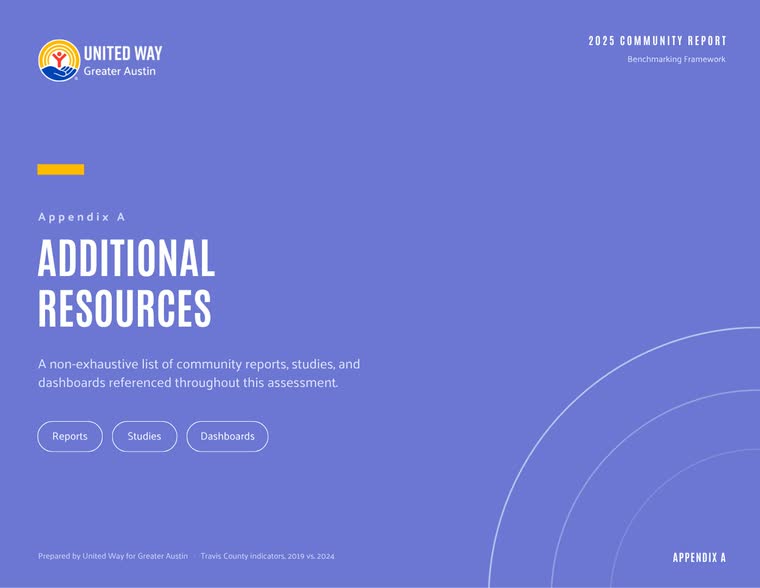 UNITED WAY
Greater Austin
2025 COMMUNITY REPORT
Benchmarking Framework
Appendix A
ADDITIONAL
RESOURCES
A non-exhaustive list of community reports, studies, and
dashboards referenced throughout this assessment.
Reports
Studies
Dashboards
Prepared by United Way for Greater Austin · Travis County indicators, 2019 vs. 2024
APPENDIX A